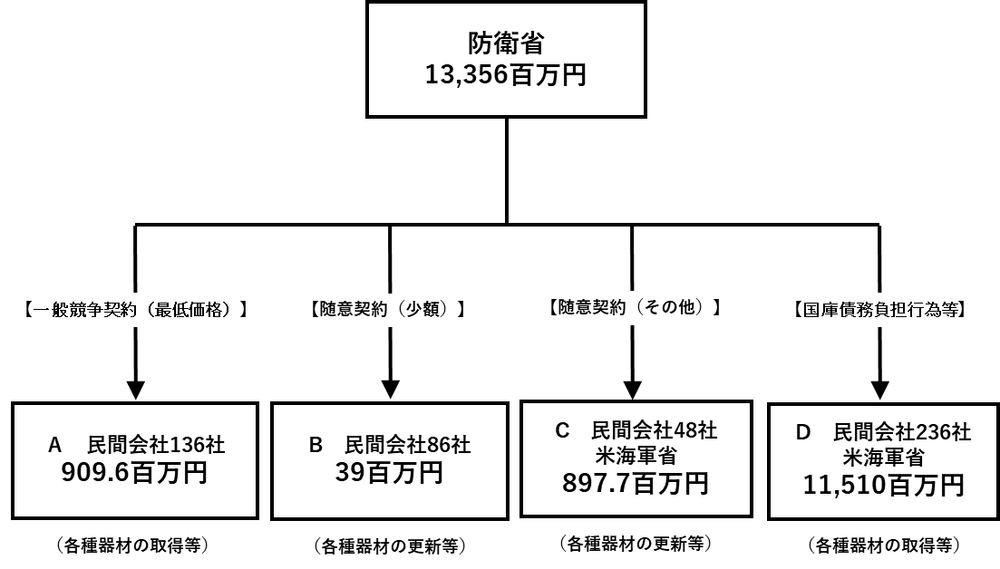 防衛省
13,356百万円
【一般競争契約（最低価格）】
【随意契約（少額）】
【随意契約（その他）】
【国庫債務負担行為等】
A　民間会社136社
909.6百万円
B　民間会社86社
39百万円
C　民間会社48社
米海軍省
897.7百万円
D　民間会社236社
米海軍省
11,510百万円
（各種器材の取得等）
（各種器材の更新等）
（各種器材の更新等）
（各種器材の取得等）